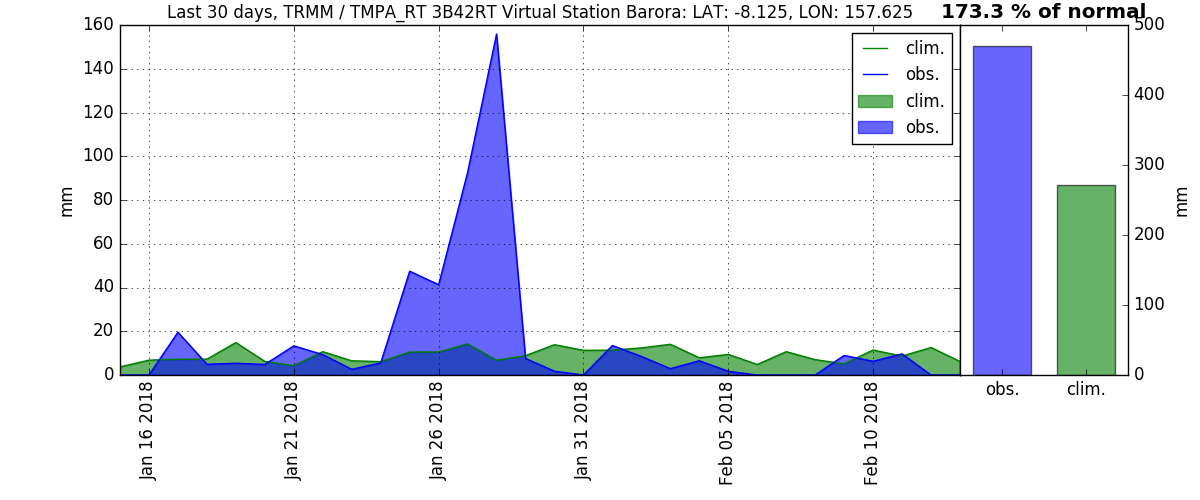 Last 30 days, TRMM / TMPA_RT 3B42RT Virtual Station Barora: LAT: -8.125, LON: 157.625
173.3 % of normal
160
140
120
100
80
60
40
20
0
mm
clim.
obs.
clim.
obs.
Jan 16 2018
Jan 21 2018
Jan 26 2018
Jan 31 2018
Feb 05 2018
Feb 10 2018
500
400
300
200
100
0
mm
obs.
clim.